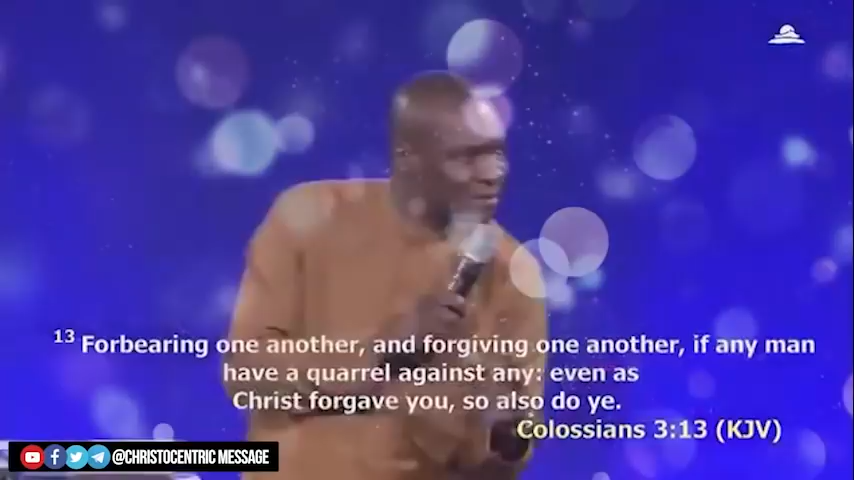 13 Forbearing one another, and forgiving one another, if any man
have a quarrel against any: even as
Christ forgave you, so also do ye.
Colossians 3:13 (KJV)
@CHRISTOCENTRIC MESSAGE